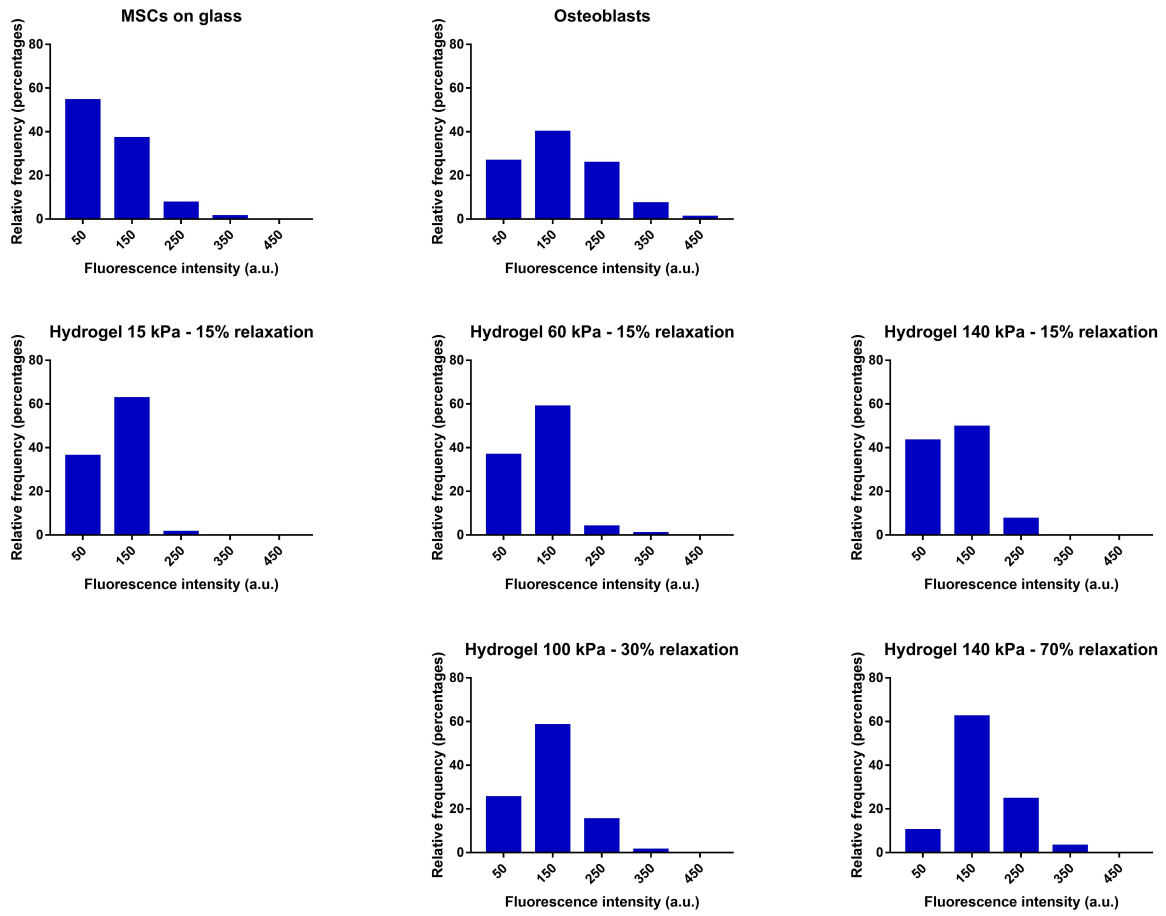 MSCs on glass
Relative frequency (percentages)
80
60
40
20
0
50 150 250 350 450
Fluorescence intensity (a.u.)
Osteoblasts
Relative frequency (percentages)
80
60
40
20
0
50 150 250 350 450
Fluorescence intensity (a.u.)
Hydrogel 15 kPa - 15% relaxation
Relative frequency (percentages)
80
60
40
20
0
50 150 250 350 450
Fluorescence intensity (a.u.)
Hydrogel 60 kPa - 15% relaxation
Relative frequency (percentages)
80
60
40
20
0
50 150 250 350 450
Fluorescence intensity (a.u.)
Hydrogel 140 kPa - 15% relaxation
Relative frequency (percentages)
80
60
40
20
0
50 150 250 350 450
Fluorescence intensity (a.u.)
Hydrogel 100 kPa - 30% relaxation
Relative frequency (percentages)
80
60
40
20
0
50 150 250 350 450
Fluorescence intensity (a.u.)
Hydrogel 140 kPa - 70% relaxation
Relative frequency (percentages)
80
60
40
20
0
50 150 250 350 450
Fluorescence intensity (a.u.)